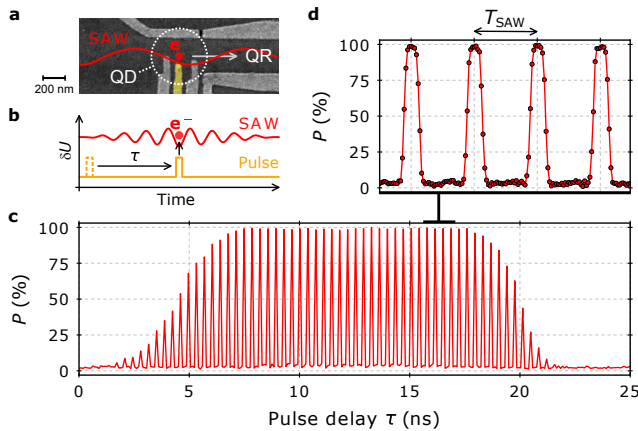 a
SAW
e
QR
QD
200 nm
b
e⁻
SAW
δU
τ
Pulse
Time
c
100
75
50
25
0
P (%)
0 5 10 15 20 25
Pulse delay τ (ns)
d
T_SAW
100
75
50
25
0
P (%)